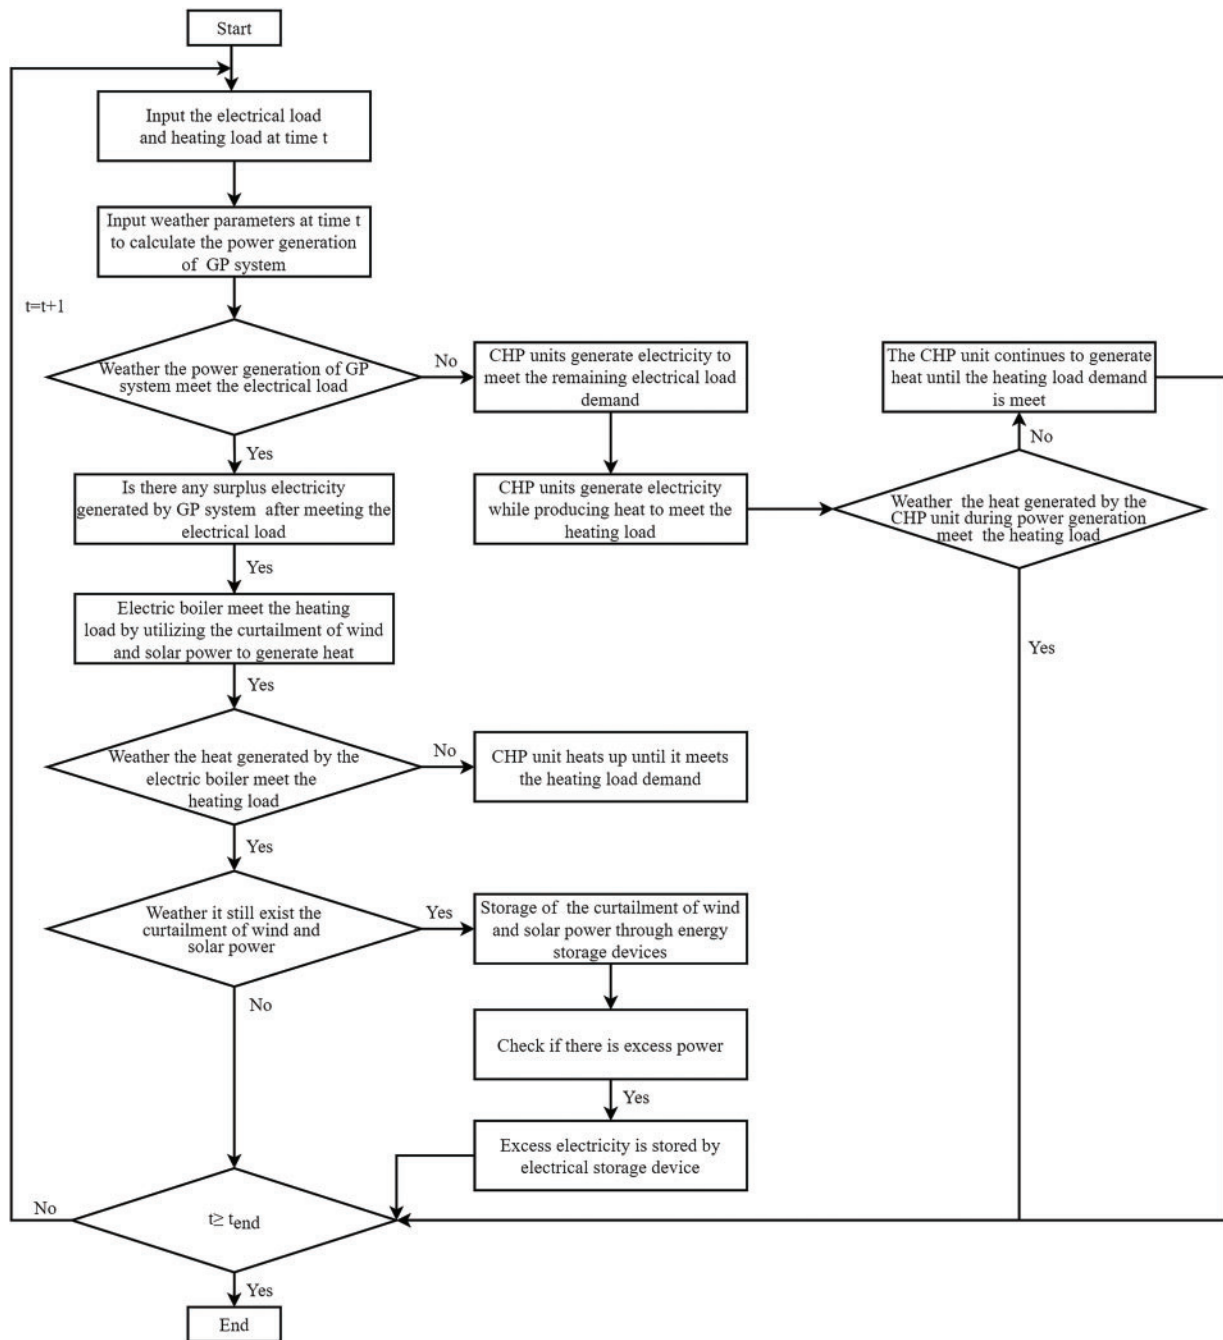 Start
Input the electrical load
and heating load at time t
Input weather parameters at time t
to calculate the power generation
of GP system
t=t+1
Weather the power generation of GP
system meet the electrical load
No
CHP units generate electricity to
meet the remaining electrical load
demand
The CHP unit continues to generate
heat until the heating load demand
is meet
No
Yes
Is there any surplus electricity
generated by GP system after meeting the
electrical load
CHP units generate electricity
while producing heat to meet the
heating load
Weather the heat generated by the
CHP unit during power generation
meet the heating load
Yes
Yes
Electric boiler meet the heating
load by utilizing the curtailment of wind
and solar power to generate heat
Yes
Weather the heat generated by the
electric boiler meet the
heating load
No
CHP unit heats up until it meets
the heating load demand
Yes
Weather it still exist the
curtailment of wind and
solar power
Yes
Storage of the curtailment of wind
and solar power through energy
storage devices
No
Check if there is excess power
Yes
Excess electricity is stored by
electrical storage device
No
t≥ tend
Yes
End